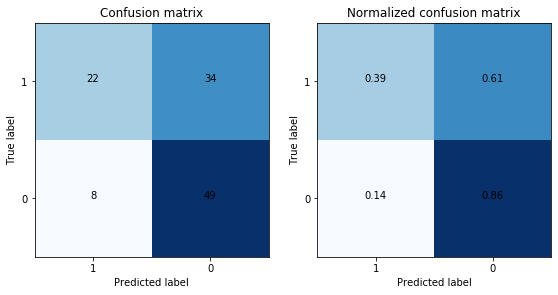 Confusion matrix
True label
1
22
34
0
8
49
1
0
Predicted label
Normalized confusion matrix
True label
1
0.39
0.61
0
0.14
0.86
1
0
Predicted label